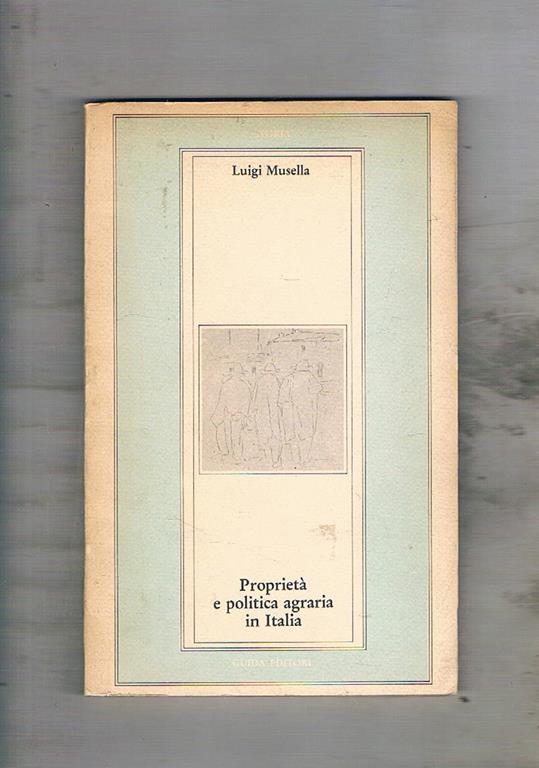 STORIA
Luigi Musella
Proprietà
e politica agraria
in Italia
GUIDA EDITORI